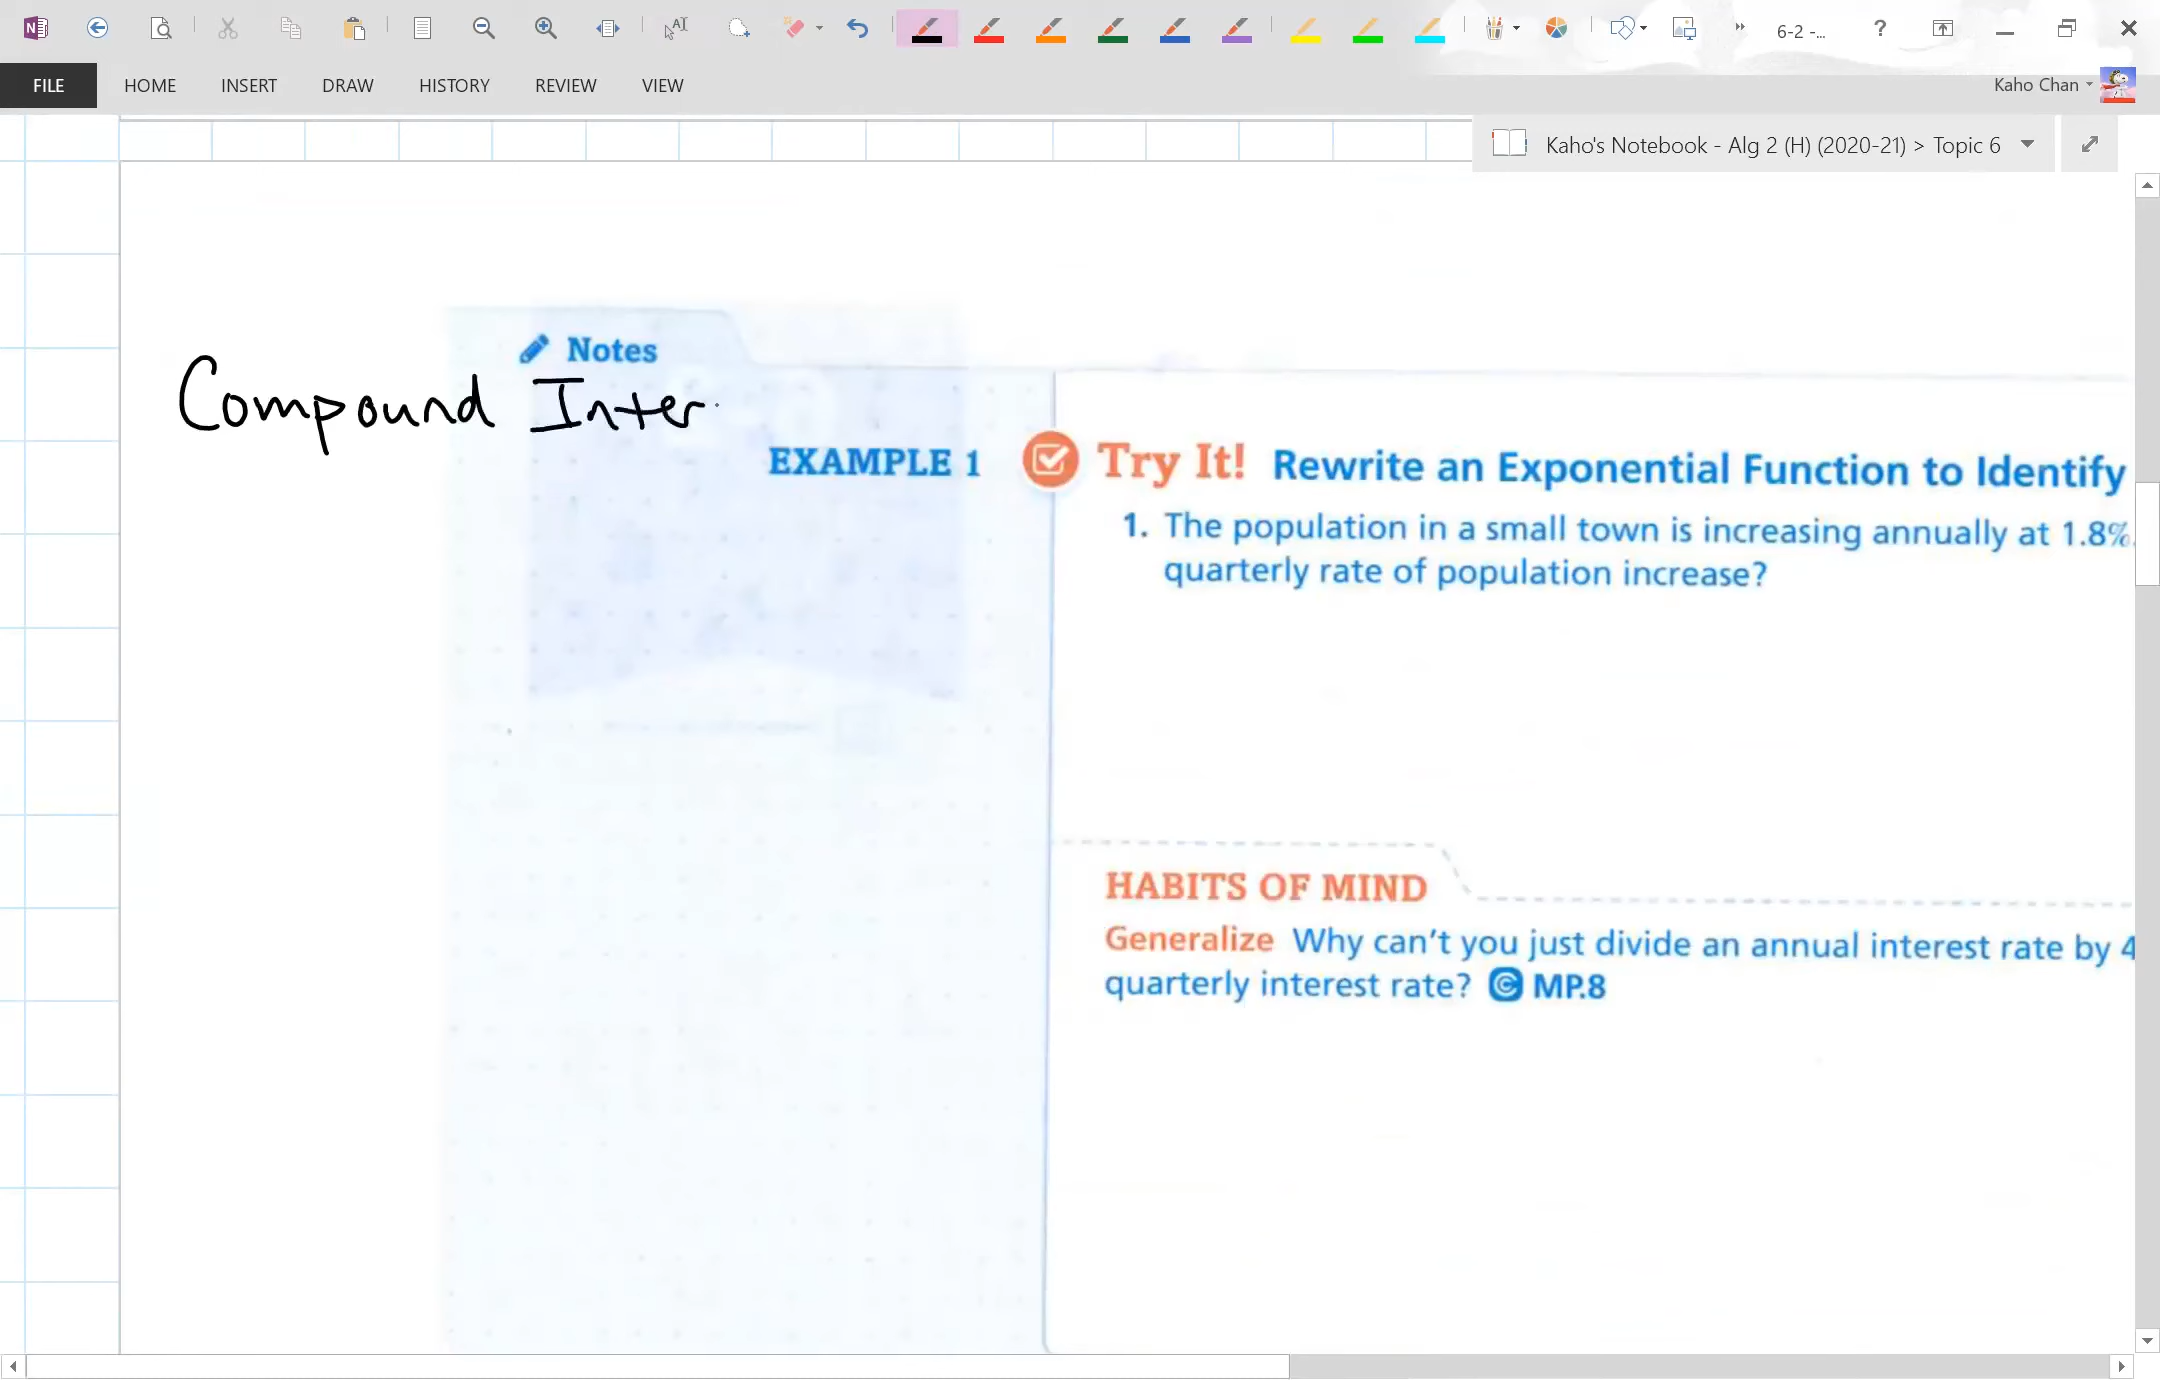 6-2 -...
FILE HOME INSERT DRAW HISTORY REVIEW VIEW
Kaho Chan
Kaho's Notebook - Alg 2 (H) (2020-21) > Topic 6
Notes
Compound Inter
EXAMPLE 1
Try It! Rewrite an Exponential Function to Identify
1. The population in a small town is increasing annually at 1.8%.
quarterly rate of population increase?
HABITS OF MIND
Generalize Why can't you just divide an annual interest rate by 4
quarterly interest rate? C MP.8